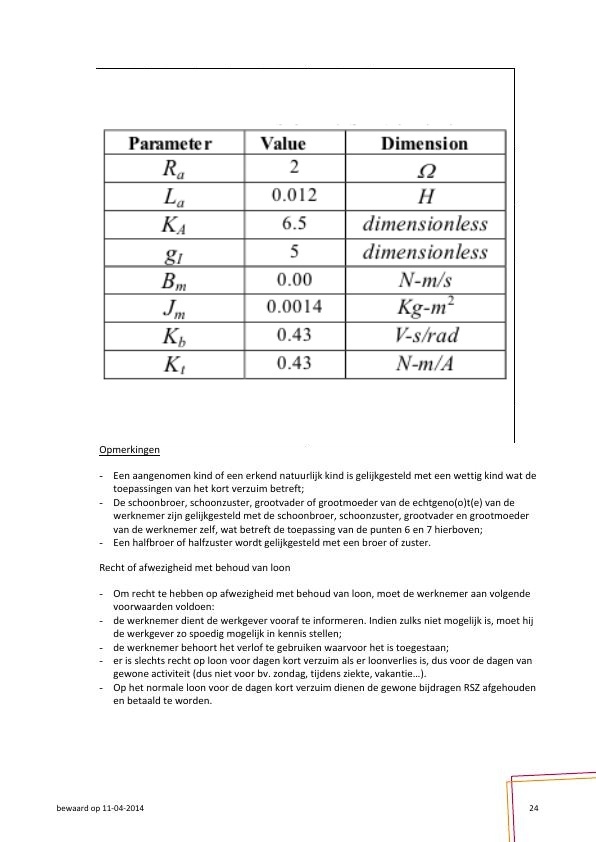 Parameter Value Dimension
R_a 2 Ω
L_a 0.012 H
K_A 6.5 dimensionless
g_I 5 dimensionless
B_m 0.00 N-m/s
J_m 0.0014 Kg-m²
K_b 0.43 V-s/rad
K_t 0.43 N-m/A
Opmerkingen
- Een aangenomen kind of een erkend natuurlijk kind is gelijkgesteld met een wettig kind wat de
toepassingen van het kort verzuim betreft;
- De schoonbroer, schoonzuster, grootvader of grootmoeder van de echtgeno(o)t(e) van de
werknemer zijn gelijkgesteld met de schoonbroer, schoonzuster, grootvader en grootmoeder
van de werknemer zelf, wat betreft de toepassing van de punten 6 en 7 hierboven;
- Een halfbroer of halfzuster wordt gelijkgesteld met een broer of zuster.
Recht of afwezigheid met behoud van loon
- Om recht te hebben op afwezigheid met behoud van loon, moet de werknemer aan volgende
voorwaarden voldoen:
- de werknemer dient de werkgever vooraf te informeren. Indien zulks niet mogelijk is, moet hij
de werkgever zo spoedig mogelijk in kennis stellen;
- de werknemer behoort het verlof te gebruiken waarvoor het is toegestaan;
- er is slechts recht op loon voor dagen kort verzuim als er loonverlies is, dus voor de dagen van
gewone activiteit (dus niet voor bv. zondag, tijdens ziekte, vakantie…).
- Op het normale loon voor de dagen kort verzuim dienen de gewone bijdragen RSZ afgehouden
en betaald te worden.
bewaard op 11-04-2014 24